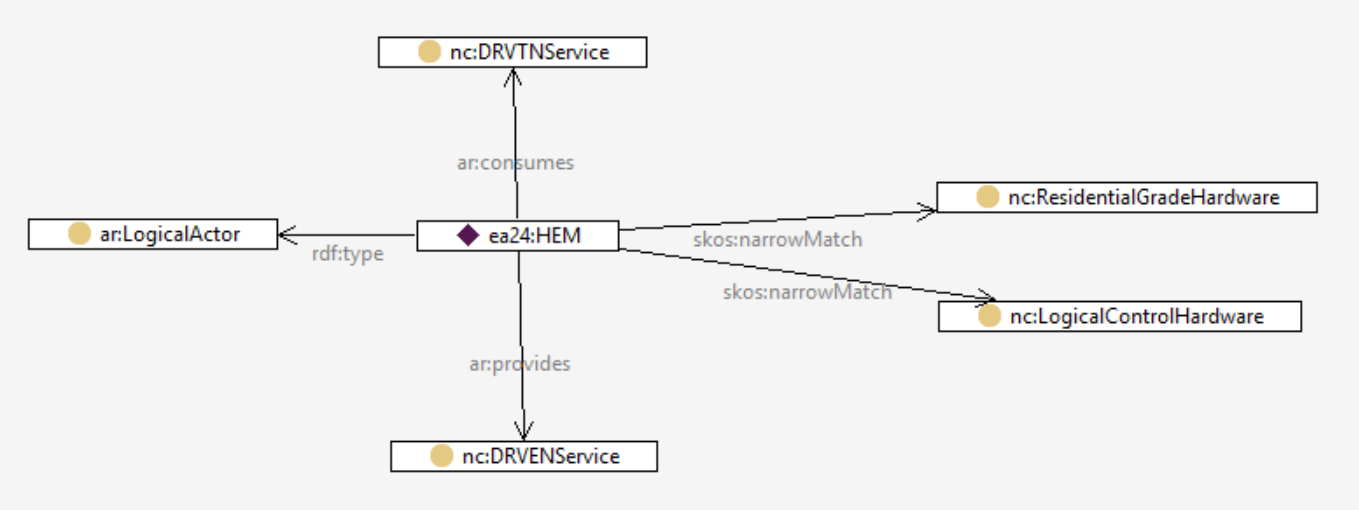 nc:DRVTNService
ar:consumes
nc:ResidentialGradeHardware
ar:LogicalActor
ea24:HEM
skos:narrowMatch
rdf:type
skos:narrowMatch
nc:LogicalControlHardware
ar:provides
nc:DRVENService